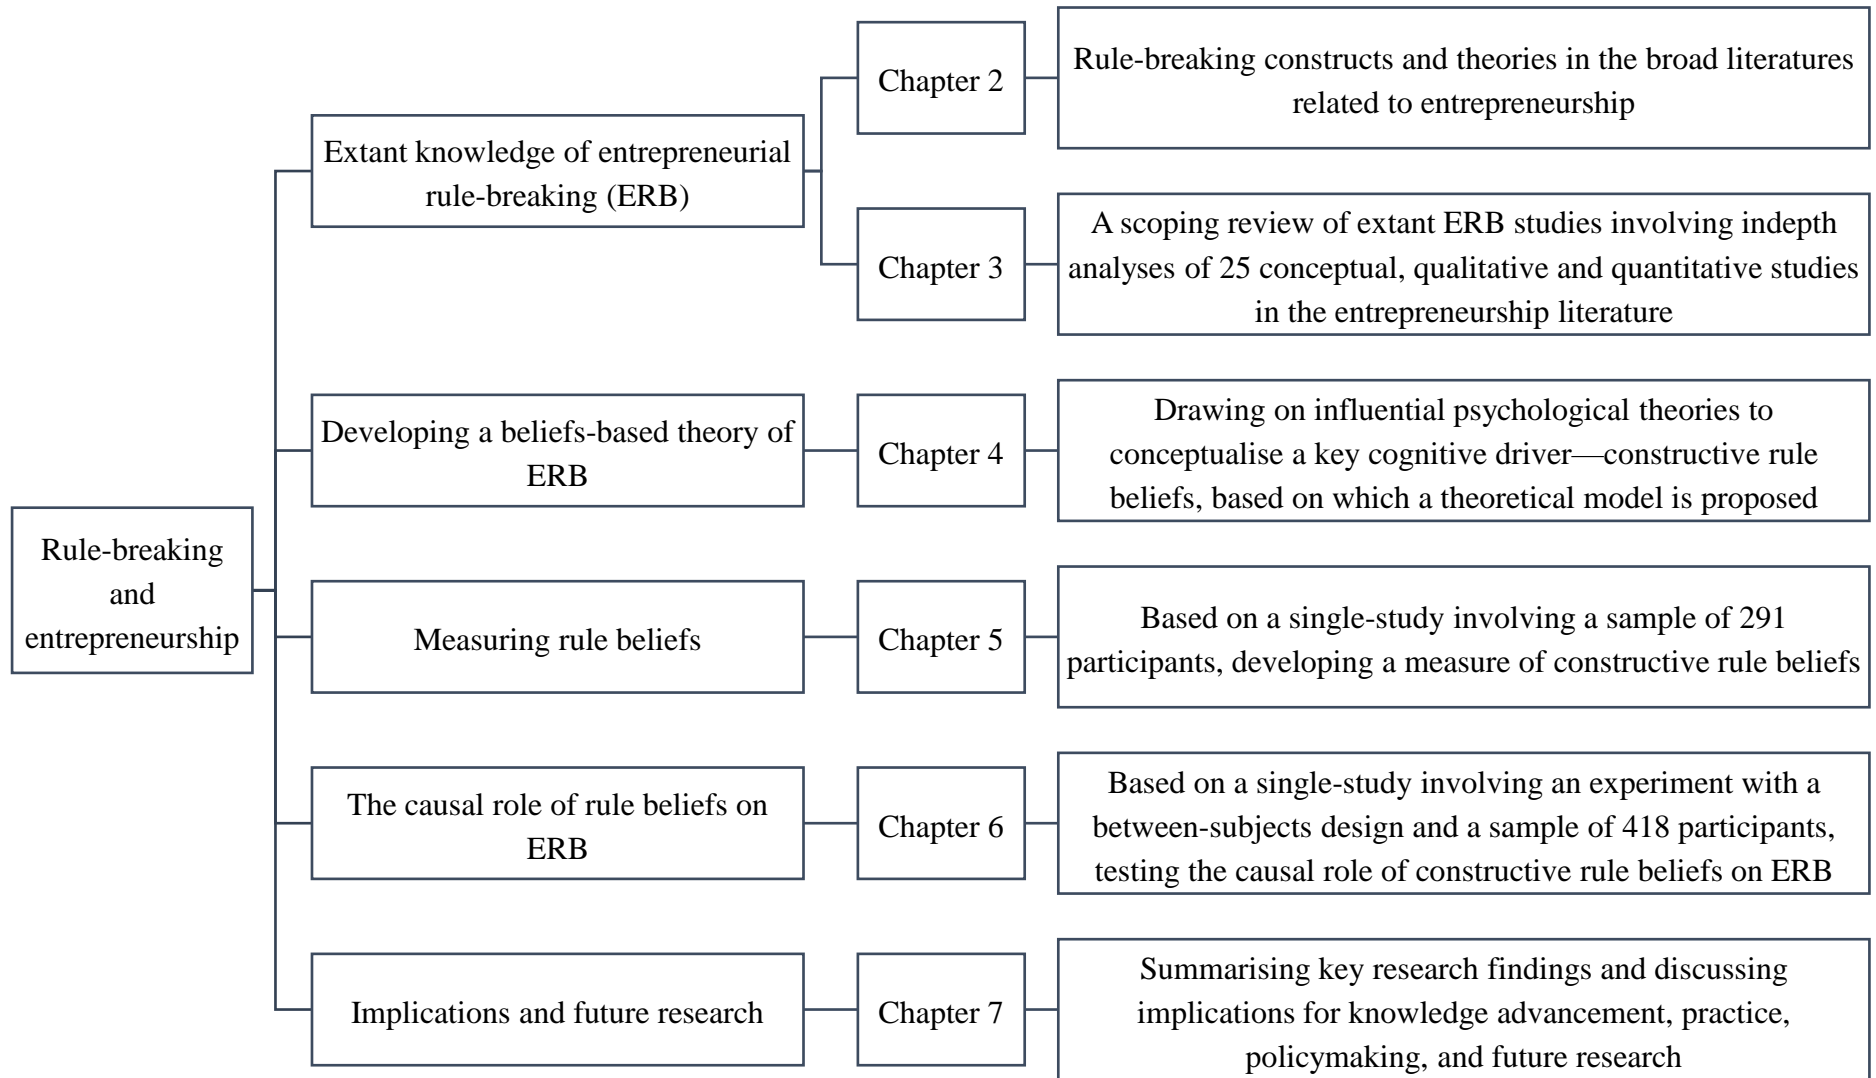 Rule-breaking
and
entrepreneurship
Extant knowledge of entrepreneurial
rule-breaking (ERB)
Chapter 2
Rule-breaking constructs and theories in the broad literatures
related to entrepreneurship
Chapter 3
A scoping review of extant ERB studies involving indepth
analyses of 25 conceptual, qualitative and quantitative studies
in the entrepreneurship literature
Developing a beliefs-based theory of
ERB
Chapter 4
Drawing on influential psychological theories to
conceptualise a key cognitive driver—constructive rule
beliefs, based on which a theoretical model is proposed
Measuring rule beliefs
Chapter 5
Based on a single-study involving a sample of 291
participants, developing a measure of constructive rule beliefs
The causal role of rule beliefs on
ERB
Chapter 6
Based on a single-study involving an experiment with a
between-subjects design and a sample of 418 participants,
testing the causal role of constructive rule beliefs on ERB
Implications and future research
Chapter 7
Summarising key research findings and discussing
implications for knowledge advancement, practice,
policymaking, and future research